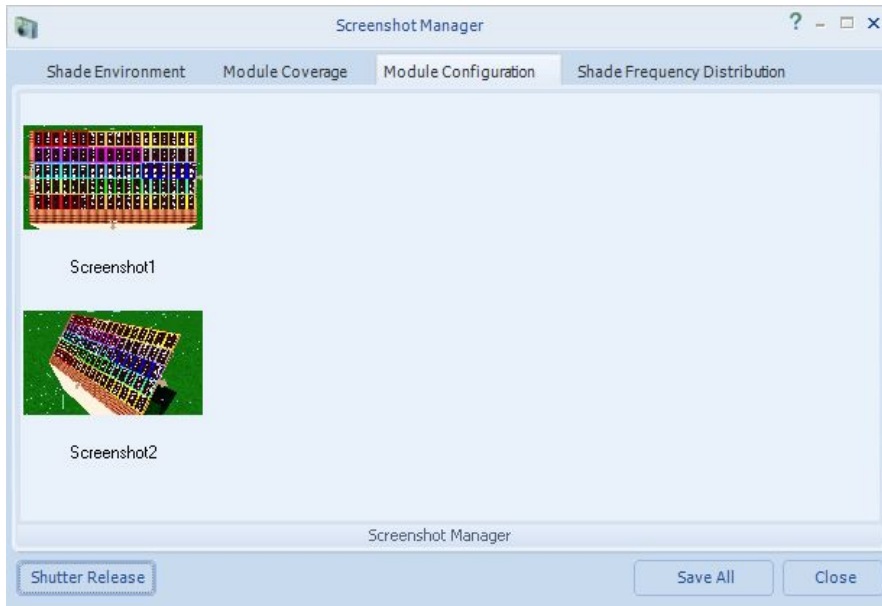 Screenshot Manager
?
Shade Environment
Module Coverage
Module Configuration
Shade Frequency Distribution
Screenshot1
Screenshot2
Screenshot Manager
Shutter Release
Save All
Close